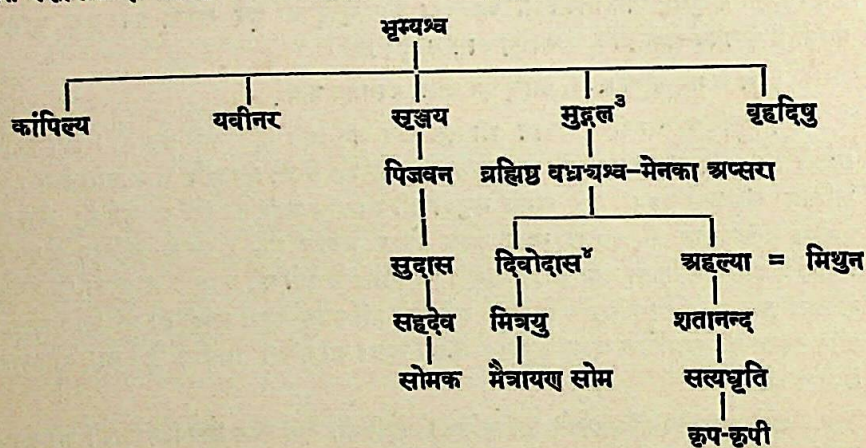 भृम्यश्व
कांपिल्य यवीनर सृञ्जय मुद्गल³ बृहदिषु
पिजवन ब्रह्मिष्ठ वध्र्यश्व-मेनका अप्सरा
सुदास दिवोदास⁴ अहल्या = मिथुन
सहदेव मित्रयु शतानन्द
सोमक मैत्रायण सोम सत्यधृति
कृप-कृपी